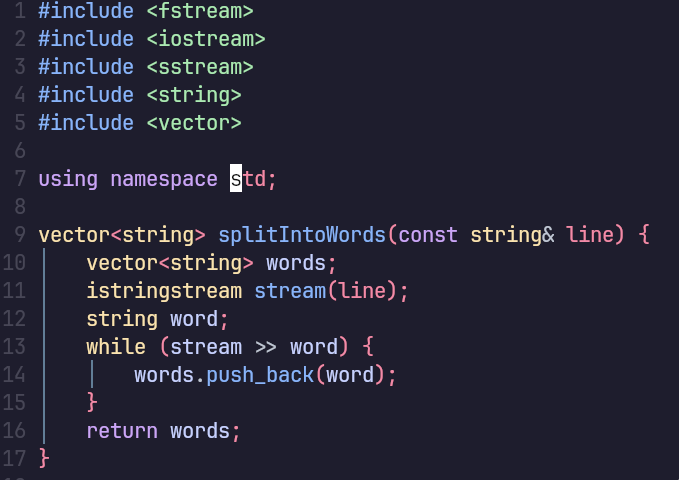 1 #include <fstream>
2 #include <iostream>
3 #include <sstream>
4 #include <string>
5 #include <vector>
6
7 using namespace std;
8
9 vector<string> splitIntoWords(const string& line) {
10     vector<string> words;
11     istringstream stream(line);
12     string word;
13     while (stream >> word) {
14         words.push_back(word);
15     }
16     return words;
17 }